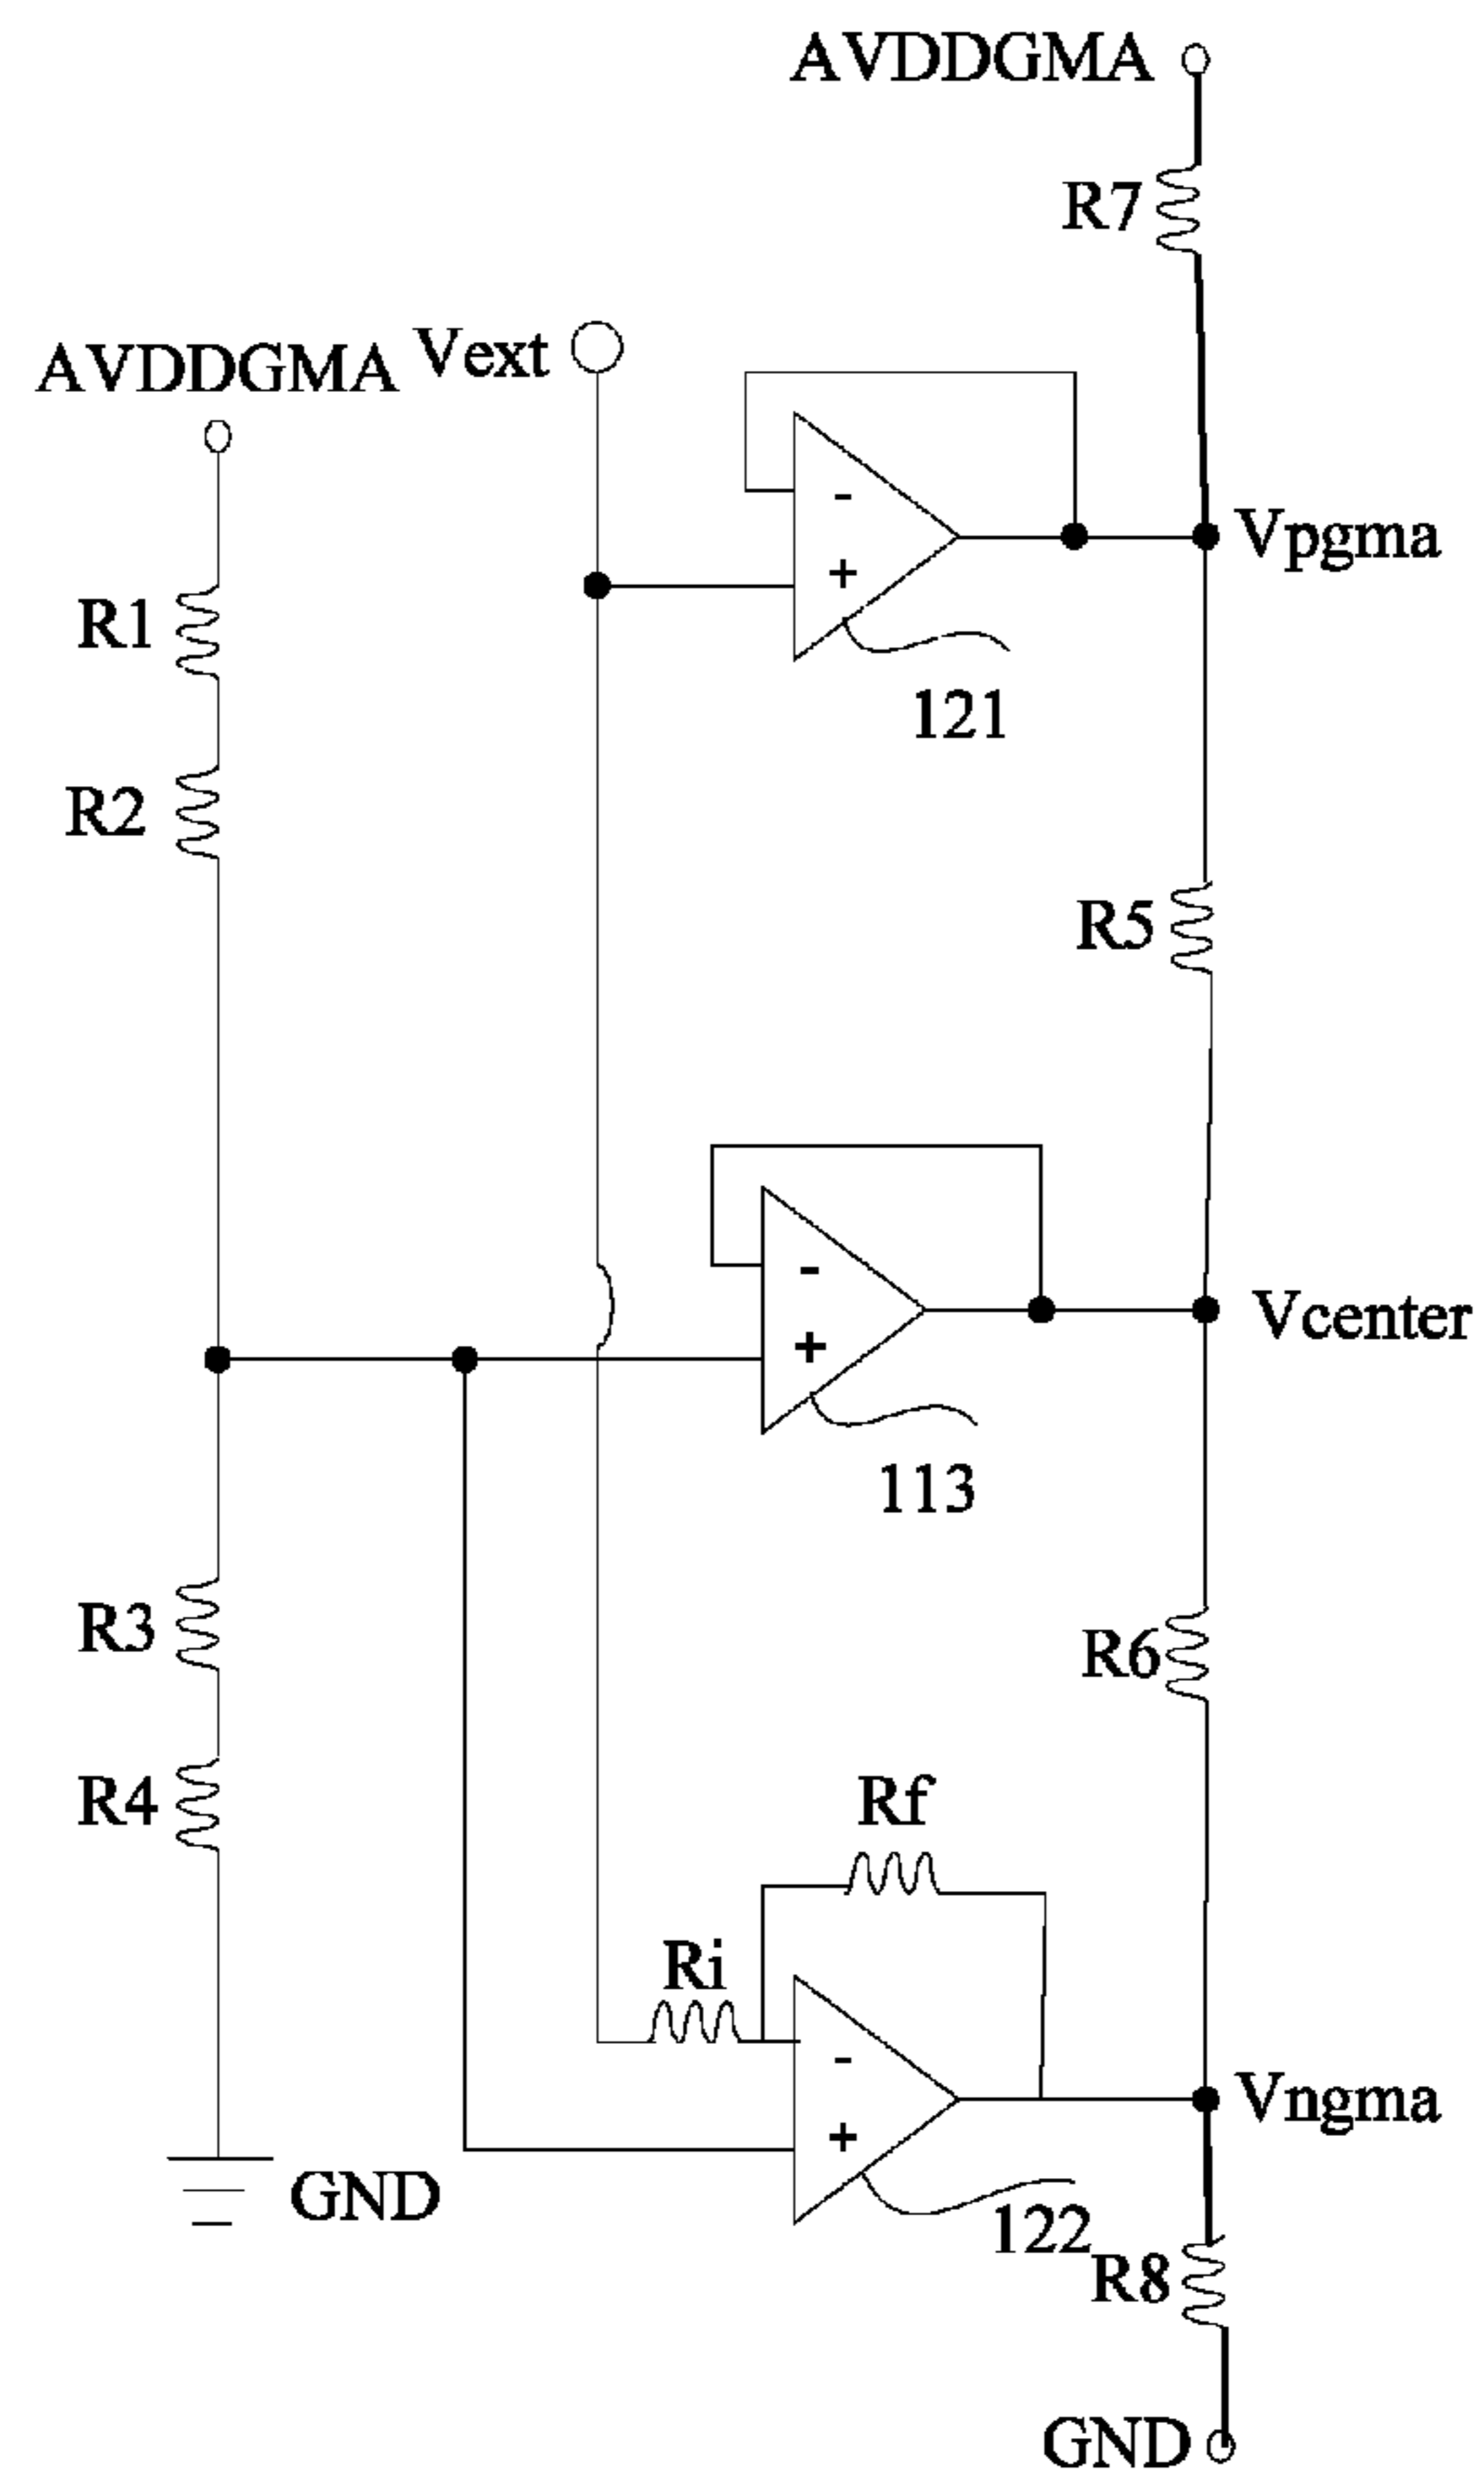 AVDDGMA
R7
Vext
AVDDGMA
-
Vpgma
+
R1
121
R2
R5
-
Vcenter
+
113
R3
R6
R4
Rf
Ri
-
Vngma
+
GND
122
R8
GND